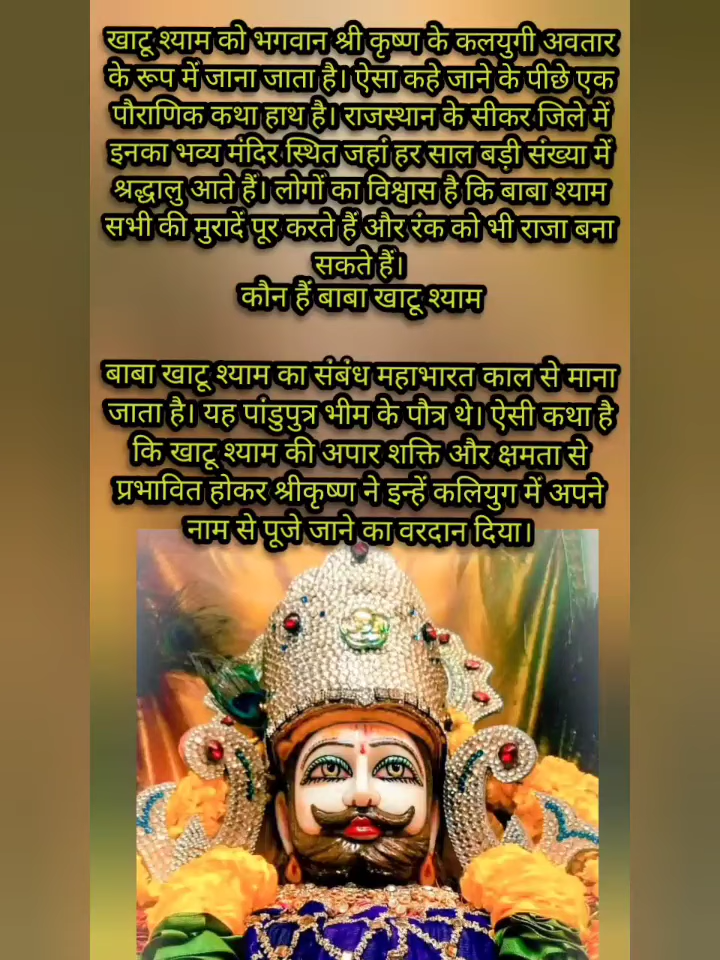 खाटू श्याम को भगवान श्री कृष्ण के कलयुगी अवतार
के रूप में जाना जाता है। ऐसा कहे जाने के पीछे एक
पौराणिक कथा हाथ है। राजस्थान के सीकर जिले में
इनका भव्य मंदिर स्थित जहां हर साल बड़ी संख्या में
श्रद्धालु आते हैं। लोगों का विश्वास है कि बाबा श्याम
सभी की मुरादें पूर करते हैं और रंक को भी राजा बना
सकते हैं।
कौन हैं बाबा खाटू श्याम
बाबा खाटू श्याम का संबंध महाभारत काल से माना
जाता है। यह पांडुपुत्र भीम के पौत्र थे। ऐसी कथा है
कि खाटू श्याम की अपार शक्ति और क्षमता से
प्रभावित होकर श्रीकृष्ण ने इन्हें कलियुग में अपने
नाम से पूजे जाने का वरदान दिया।